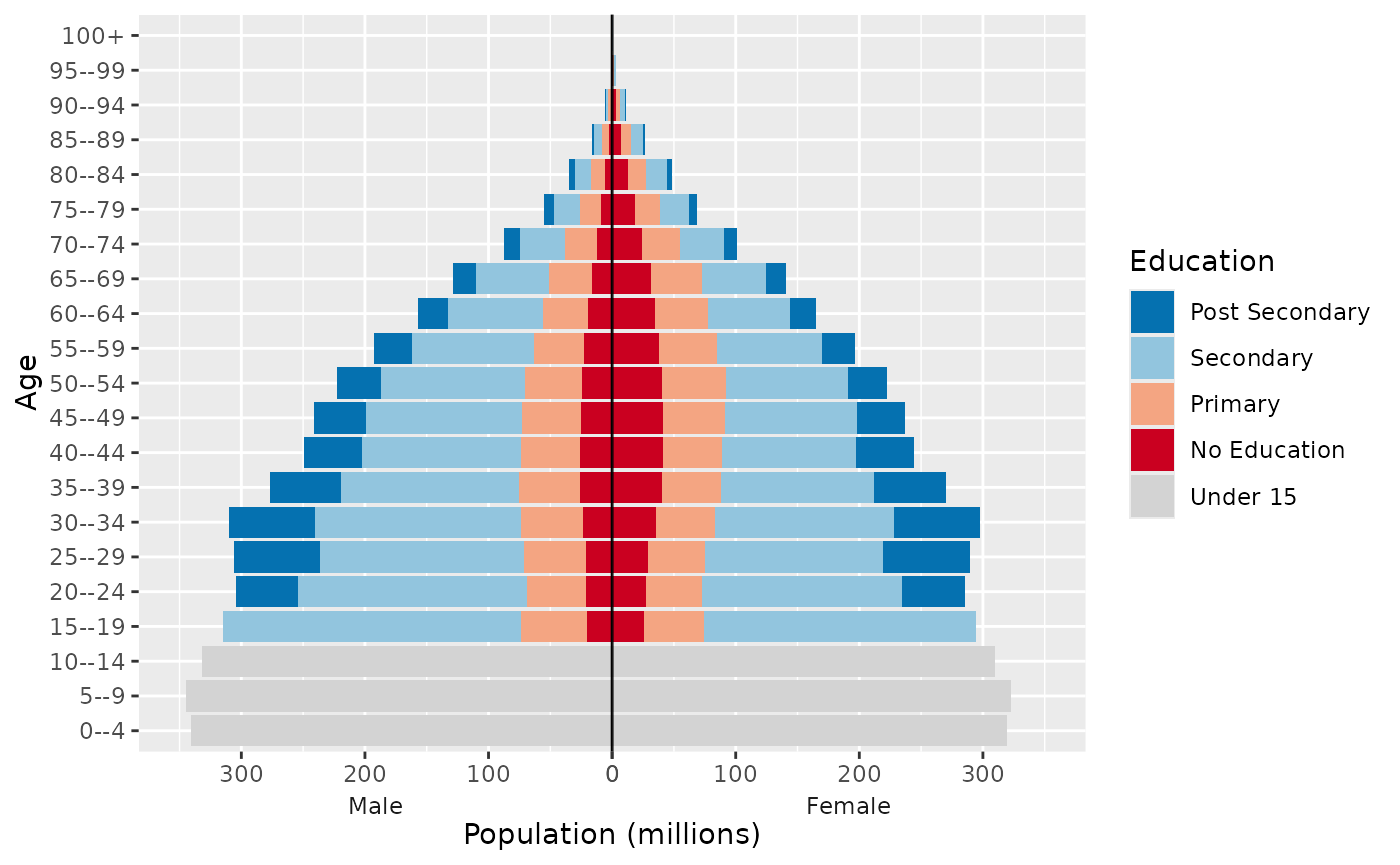 100+
95--99
90--94
85--89
80--84
75--79
70--74
65--69
60--64
55--59
50--54
45--49
40--44
35--39
30--34
25--29
20--24
15--19
10--14
5--9
0--4
Age
300 200 100 0 100 200 300
Male Female
Population (millions)
Education
Post Secondary
Secondary
Primary
No Education
Under 15